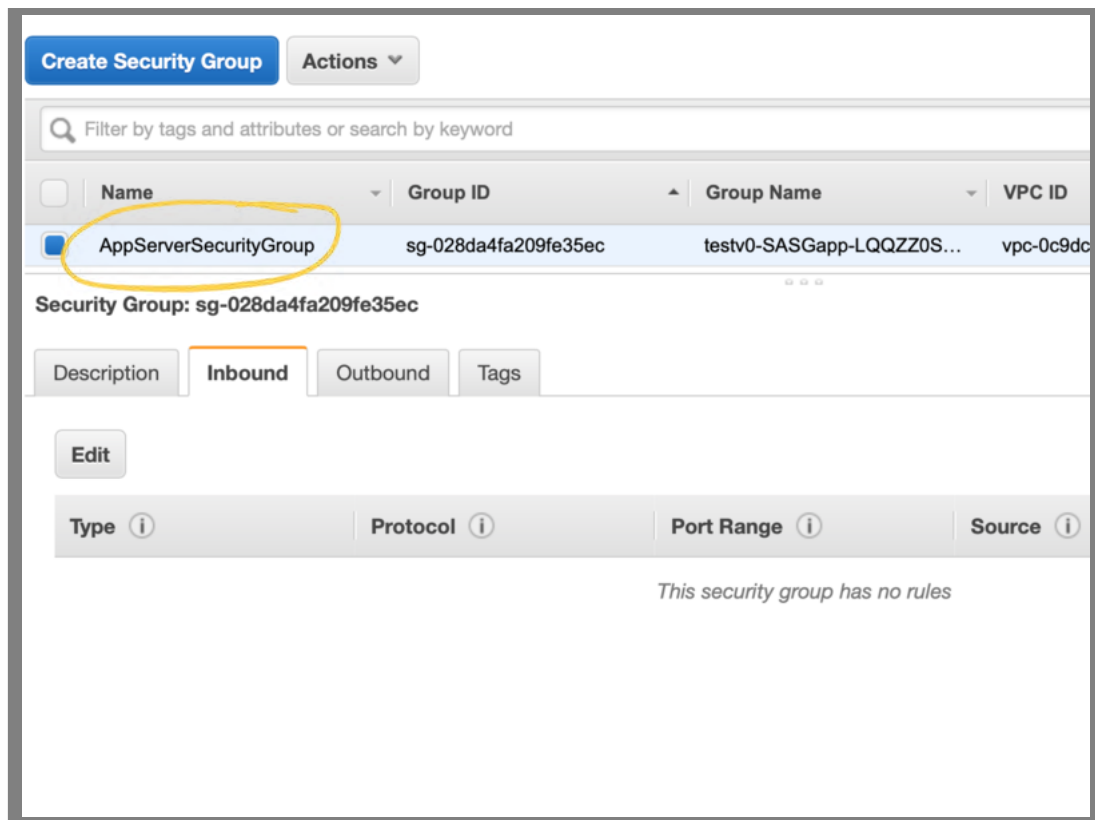 Create Security Group Actions
Filter by tags and attributes or search by keyword
Name Group ID Group Name VPC ID
AppServerSecurityGroup sg-028da4fa209fe35ec testv0-SASGapp-LQQZZ0S... vpc-0c9dc
Security Group: sg-028da4fa209fe35ec
Description Inbound Outbound Tags
Edit
Type i Protocol i Port Range i Source i
This security group has no rules